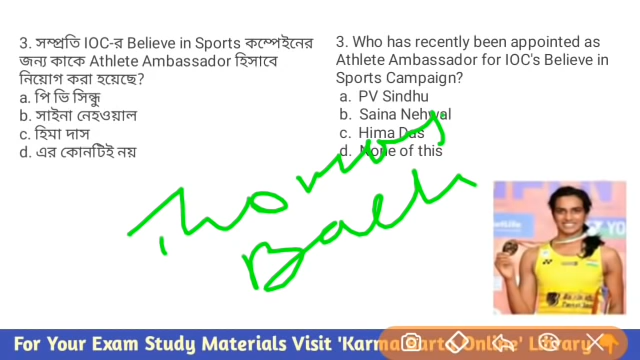 3. সম্প্রতি IOC-র Believe in Sports কম্পেইনের
জন্য কাকে Athlete Ambassador হিসাবে
নিয়োগ করা হয়েছে?
a. পি ভি সিন্ধু
b. সাইনা নেহওয়াল
c. হিমা দাস
d. এর কোনটিই নয়
3. Who has recently been appointed as
Athlete Ambassador for IOC's Believe in
Sports Campaign?
a. PV Sindhu
b. Saina Nehwal
c. Hima Das
d. None of this
Thomas
Bach
For Your Exam Study Materials Visit 'Karma Barta Online' Library 👇